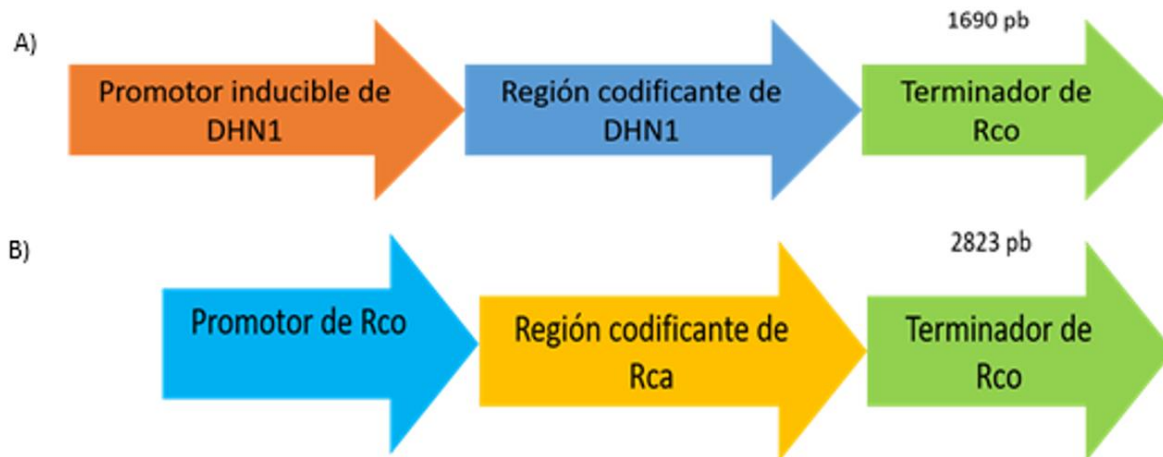 A)
1690 pb
Promotor inducible de
DHN1
Región codificante de
DHN1
Terminador de
Rco
B)
2823 pb
Promotor de Rco
Región codificante de
Rca
Terminador de
Rco